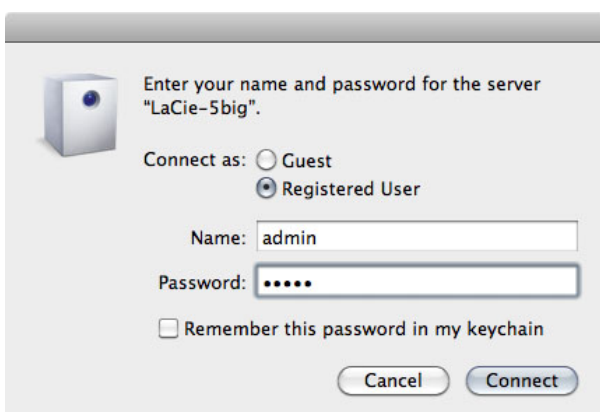 Enter your name and password for the server
“LaCie-5big”.
Connect as: Guest
Registered User
Name: admin
Password: •••••
Remember this password in my keychain
Cancel Connect